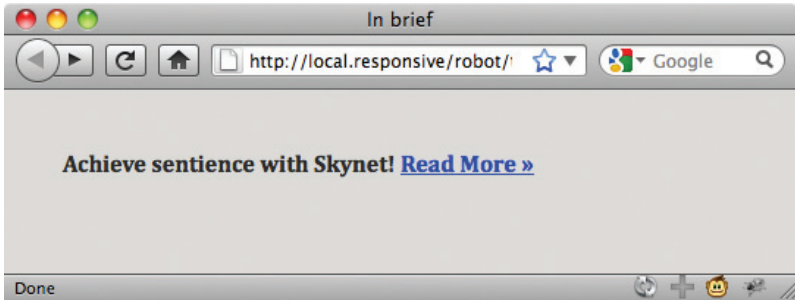 In brief
http://local.responsive/robot/
Google
Achieve sentience with Skynet! Read More »
Done